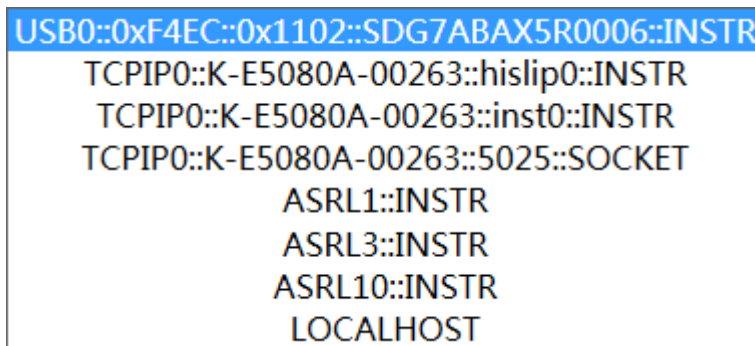 USB0::0xF4EC::0x1102::SDG7ABAX5R0006::INSTR
TCPIP0::K-E5080A-00263::hislip0::INSTR
TCPIP0::K-E5080A-00263::inst0::INSTR
TCPIP0::K-E5080A-00263::5025::SOCKET
ASRL1::INSTR
ASRL3::INSTR
ASRL10::INSTR
LOCALHOST